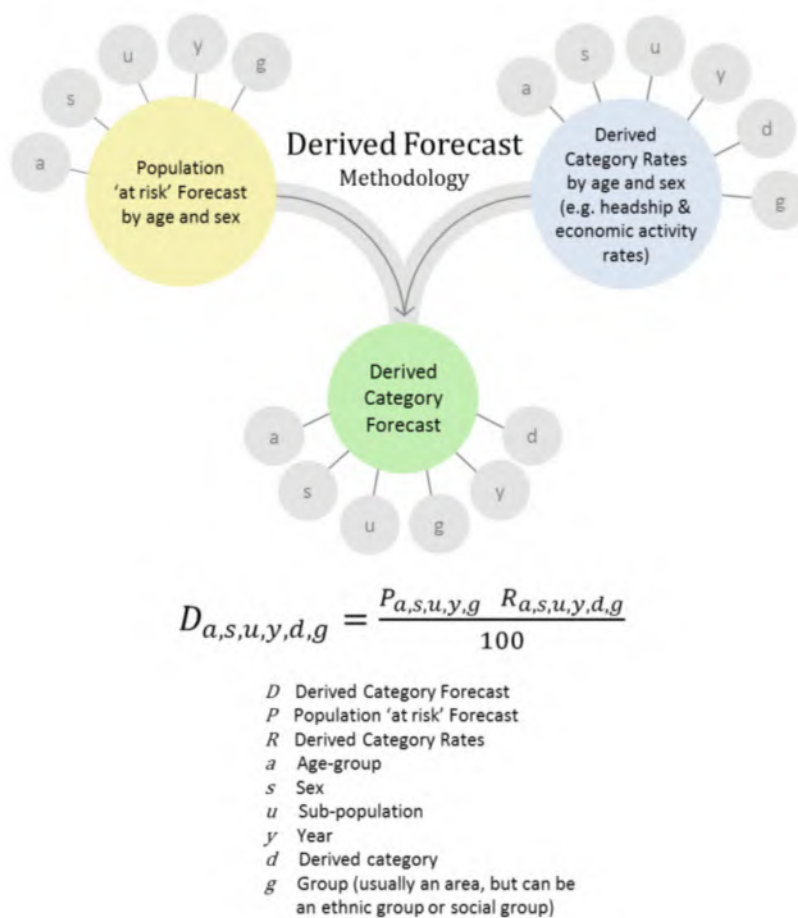 a
s
u
y
g
Population
'at risk' Forecast
by age and sex
Derived Forecast
Methodology
a
s
u
y
d
g
Derived
Category Rates
by age and sex
(e.g. headship &
economic activity
rates)
Derived
Category
Forecast
a
s
u
g
y
d
D_{a,s,u,y,d,g} = \frac{P_{a,s,u,y,g} R_{a,s,u,y,d,g}}{100}
D Derived Category Forecast
P Population 'at risk' Forecast
R Derived Category Rates
a Age-group
s Sex
u Sub-population
y Year
d Derived category
g Group (usually an area, but can be
an ethnic group or social group)